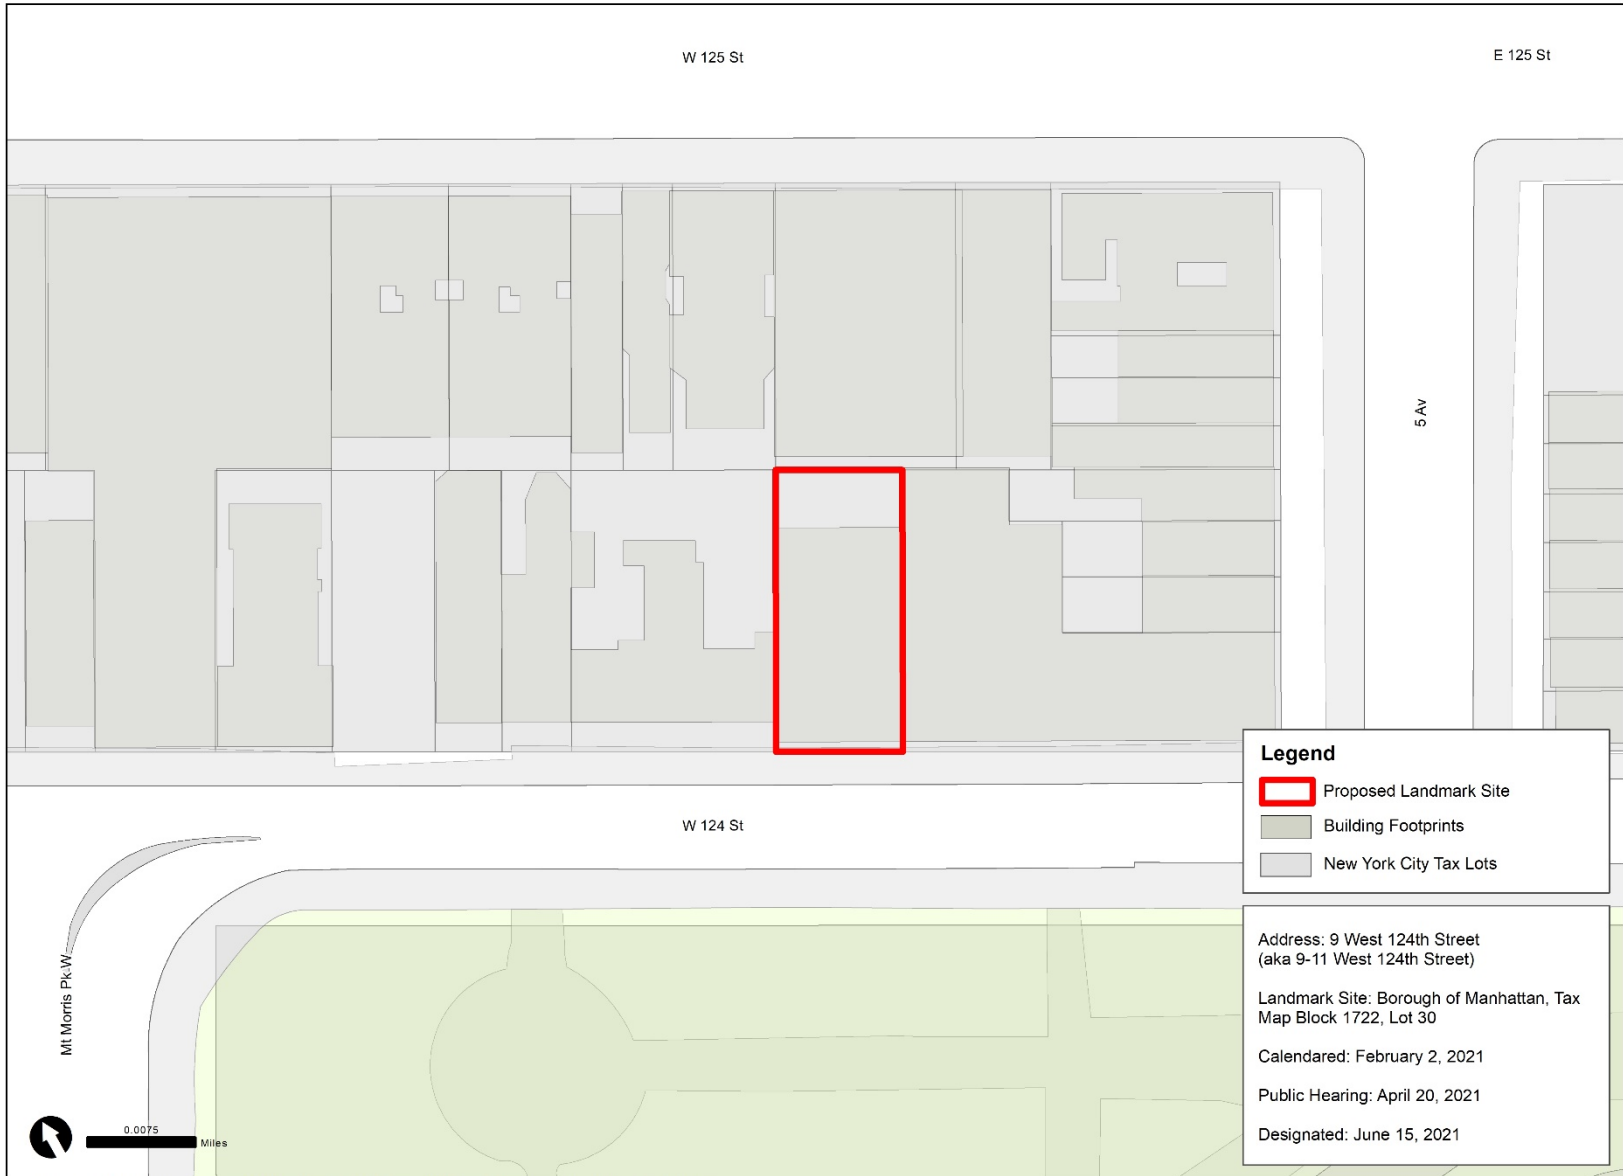 W 125 St
E 125 St
5 Av
W 124 St
Mt Morris Pk W
0.0075
Miles
Legend
Proposed Landmark Site
Building Footprints
New York City Tax Lots
Address: 9 West 124th Street
(aka 9-11 West 124th Street)
Landmark Site: Borough of Manhattan, Tax
Map Block 1722, Lot 30
Calendared: February 2, 2021
Public Hearing: April 20, 2021
Designated: June 15, 2021